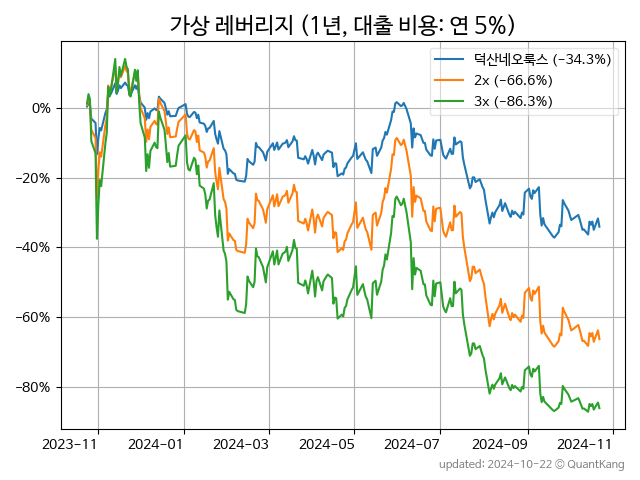 가상 레버리지 (1년, 대출 비용: 연 5%)
덕산네오룩스 (−34.3%)
2x (−66.6%)
3x (−86.3%)
0%
−20%
−40%
−60%
−80%
2023−11 2024−01 2024−03 2024−05 2024−07 2024−09 2024−11
updated: 2024-10-22 © QuantKang